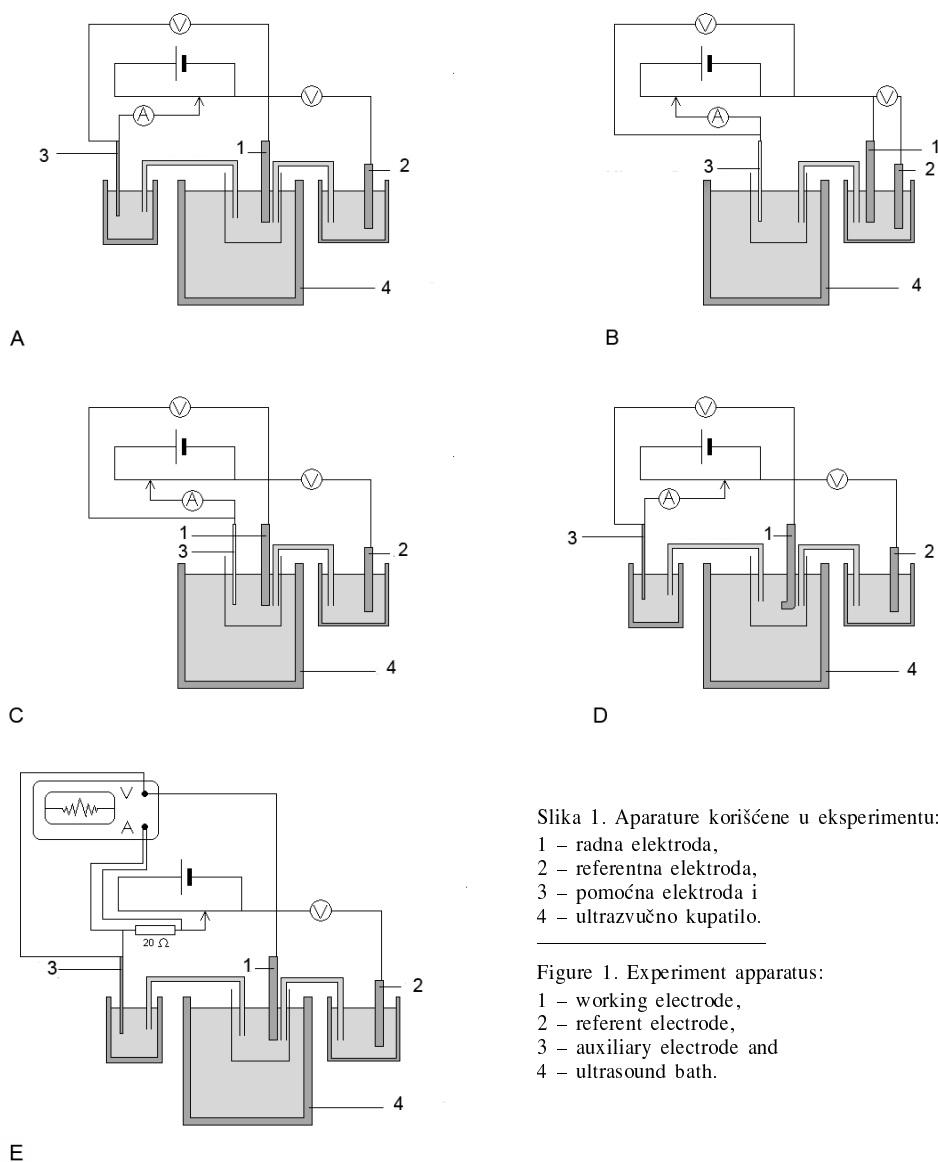 V
V
A
1
2
3
4
A
V
V
A
1
2
3
4
B
V
V
A
1
2
3
4
C
V
V
A
1
2
3
4
D
V
A
V
20 Ω
1
2
3
4
E
Slika 1. Aparature korišćene u eksperimentu:
1 – radna elektroda,
2 – referentna elektroda,
3 – pomoćna elektroda i
4 – ultrazvučno kupatilo.
Figure 1. Experiment apparatus:
1 – working electrode,
2 – referent electrode,
3 – auxiliary electrode and
4 – ultrasound bath.